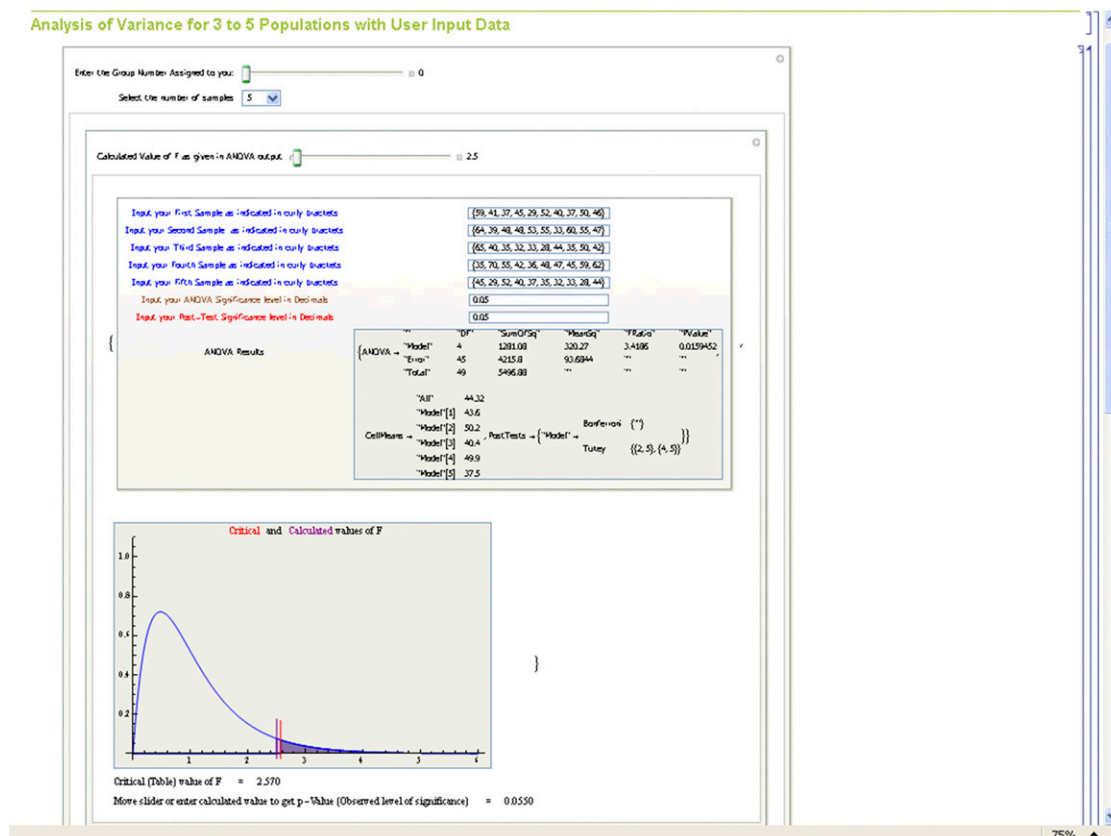 Analysis of Variance for 3 to 5 Populations with User Input Data
Enter the Group Number Assigned to you: 0
Select the number of samples 5
Calculated Value of F as given in ANOVA output 2.5
Input your First Sample as indicated in curly brackets {59, 41, 37, 45, 29, 52, 40, 37, 50, 46}
Input your Second Sample as indicated in curly brackets {64, 39, 48, 48, 53, 55, 33, 60, 55, 47}
Input your Third Sample as indicated in curly brackets {65, 40, 35, 32, 33, 28, 44, 35, 50, 42}
Input your Fourth Sample as indicated in curly brackets {35, 70, 55, 42, 36, 48, 47, 45, 59, 62}
Input your Fifth Sample as indicated in curly brackets {45, 29, 52, 40, 37, 35, 32, 33, 28, 44}
Input your ANOVA Significance level in Decimals 0.05
Input your Post-Test Significance level in Decimals 0.05
"" "DF" "SumOfSq" "MeanSq" "FRatio" "PValue"
{ ANOVA Results {ANOVA → "Model" 4 1281.08 320.27 3.4186 0.0159452, ,
"Error" 45 4215.8 93.6844 "" ""
"Total" 49 5496.88 "" "" ""
"All" 44.32
"Model"[1] 43.6
"Model"[2] 50.2
CellMeans → "Model"[3] 40.4 , PostTests → {"Model" → Bonferroni {""} Tukey {{2, 5}, {4, 5}} }}
"Model"[4] 49.9
"Model"[5] 37.5
Critical and Calculated values of F
1.0
0.8
0.6
0.4
0.2
1 2 3 4 5 6
}
Critical (Table) value of F = 2.570
Move slider or enter calculated value to get p-Value (Observed level of significance) = 0.0550
75%